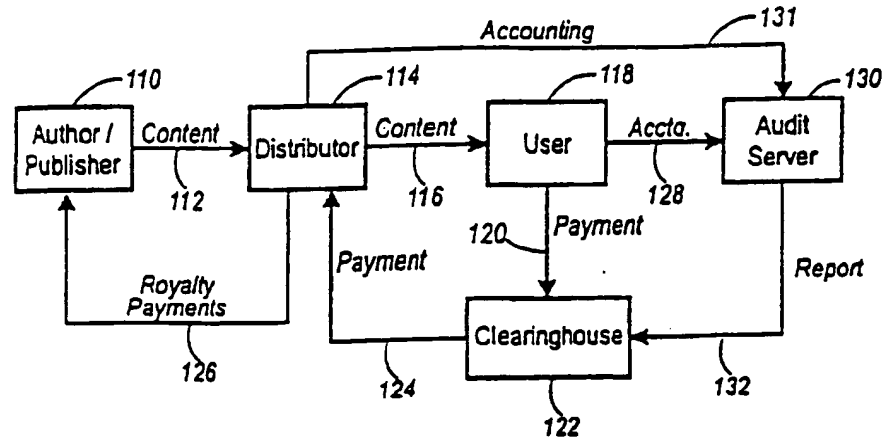 Accounting
131
110
114
118
130
Author /
Publisher
Content
Distributor
Content
User
Accta.
Audit
Server
112
116
128
120
Payment
Payment
Report
Royalty
Payments
Clearinghouse
126
124
132
122